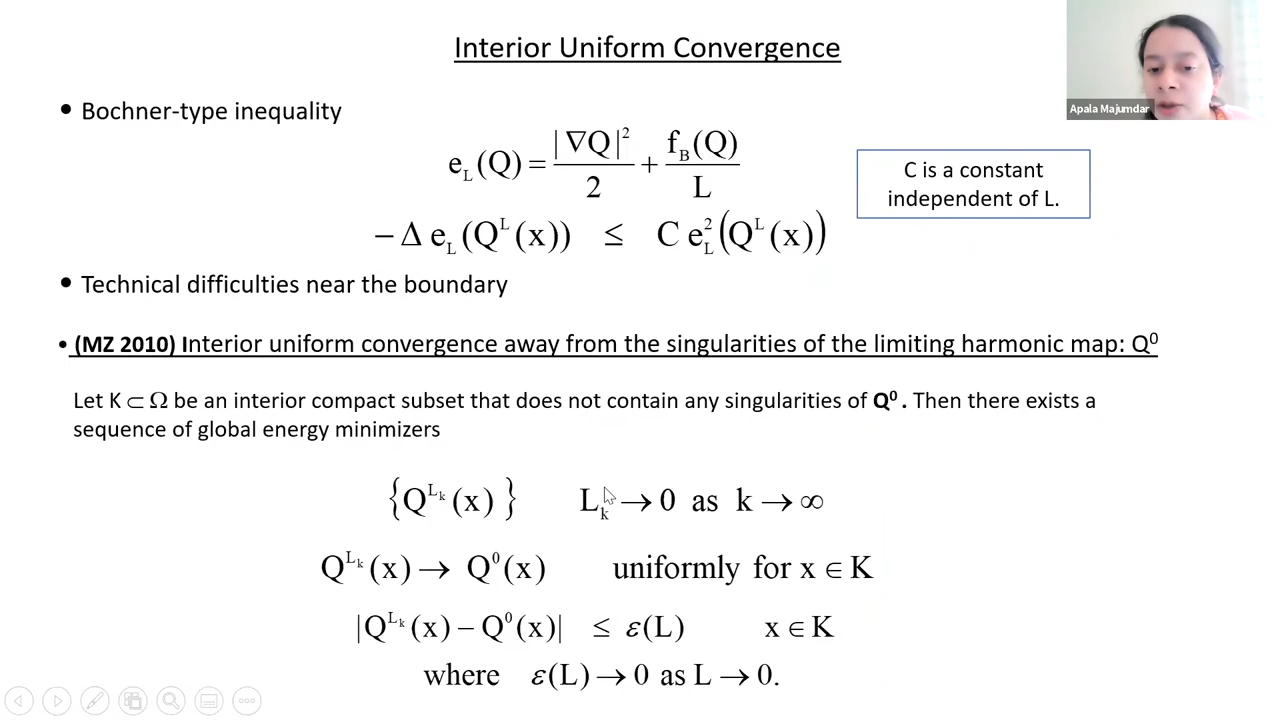 Interior Uniform Convergence
Apala Majumdar
• Bochner-type inequality
e_L(Q) = |∇Q|²/2 + f_B(Q)/L
C is a constant
independent of L.
− Δ e_L(Q^L(x)) ≤ C e_L²(Q^L(x))
• Technical difficulties near the boundary
• (MZ 2010) Interior uniform convergence away from the singularities of the limiting harmonic map: Q⁰
Let K ⊂ Ω be an interior compact subset that does not contain any singularities of Q⁰ . Then there exists a
sequence of global energy minimizers
{Q^{L_k}(x)} L_k → 0 as k → ∞
Q^{L_k}(x) → Q⁰(x) uniformly for x ∈ K
|Q^{L_k}(x) − Q⁰(x)| ≤ ε(L) x ∈ K
where ε(L) → 0 as L → 0.